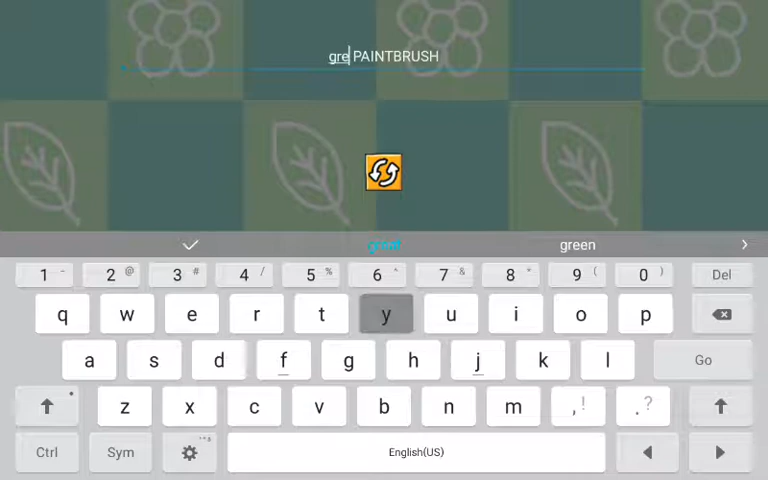 gre PAINTBRUSH
great green
1 - 2 @ 3 # 4 / 5 % 6 ^ 7 & 8 * 9 ( 0 ) Del
q w e r t y u i o p
a s d f g h j k l Go
z x c v b n m , ! . ?
Ctrl Sym English(US)